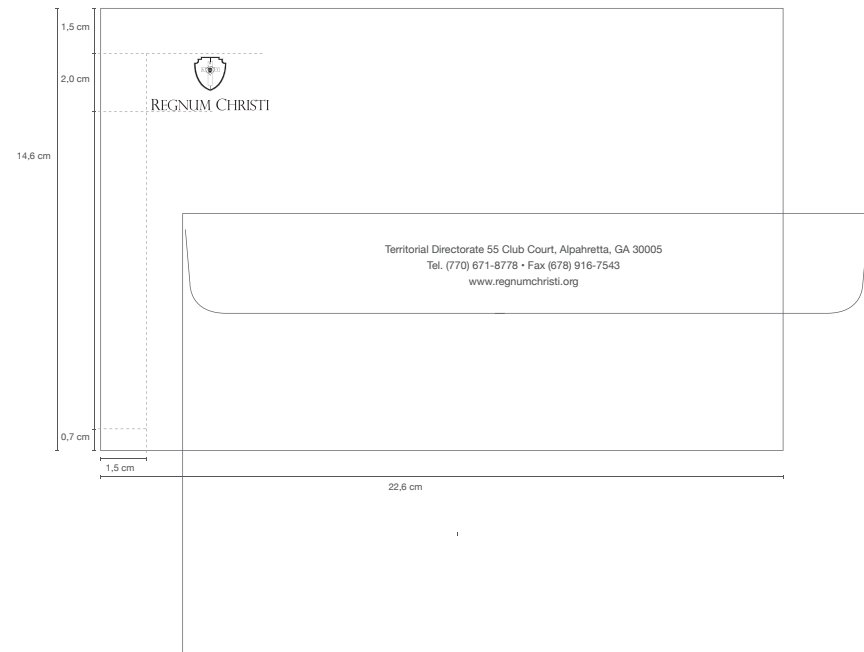 1,5 cm
2,0 cm
REGNUM CHRISTI
14,6 cm
Territorial Directorate 55 Club Court, Alpahretta, GA 30005
Tel. (770) 671-8778 • Fax (678) 916-7543
www.regnumchristi.org
0,7 cm
1,5 cm
22,6 cm